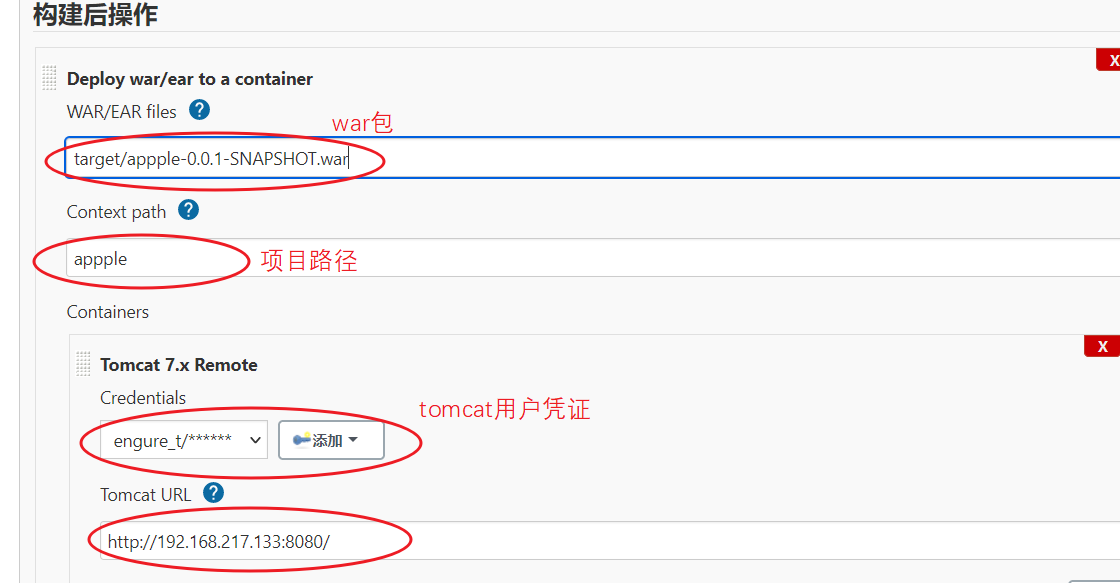 构建后操作
X
Deploy war/ear to a container
WAR/EAR files ?
war包
target/appple-0.0.1-SNAPSHOT.war
Context path ?
appple
项目路径
Containers
X
Tomcat 7.x Remote
Credentials
tomcat用户凭证
engure_t/****** 添加
Tomcat URL ?
http://192.168.217.133:8080/